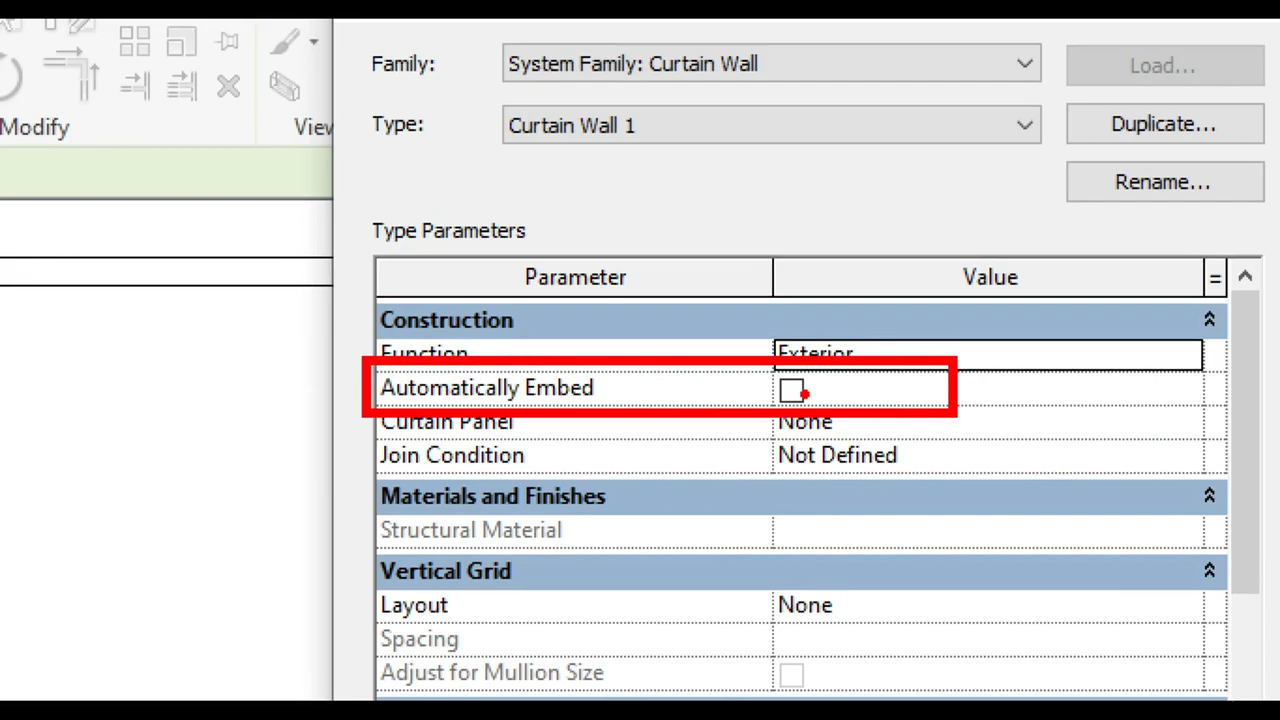 Family:
System Family: Curtain Wall
Load...
Modify
Type:
Curtain Wall 1
Duplicate...
Rename...
Type Parameters
Parameter Value =
Construction
Function Exterior
Automatically Embed
Curtain Panel None
Join Condition Not Defined
Materials and Finishes
Structural Material
Vertical Grid
Layout None
Spacing
Adjust for Mullion Size